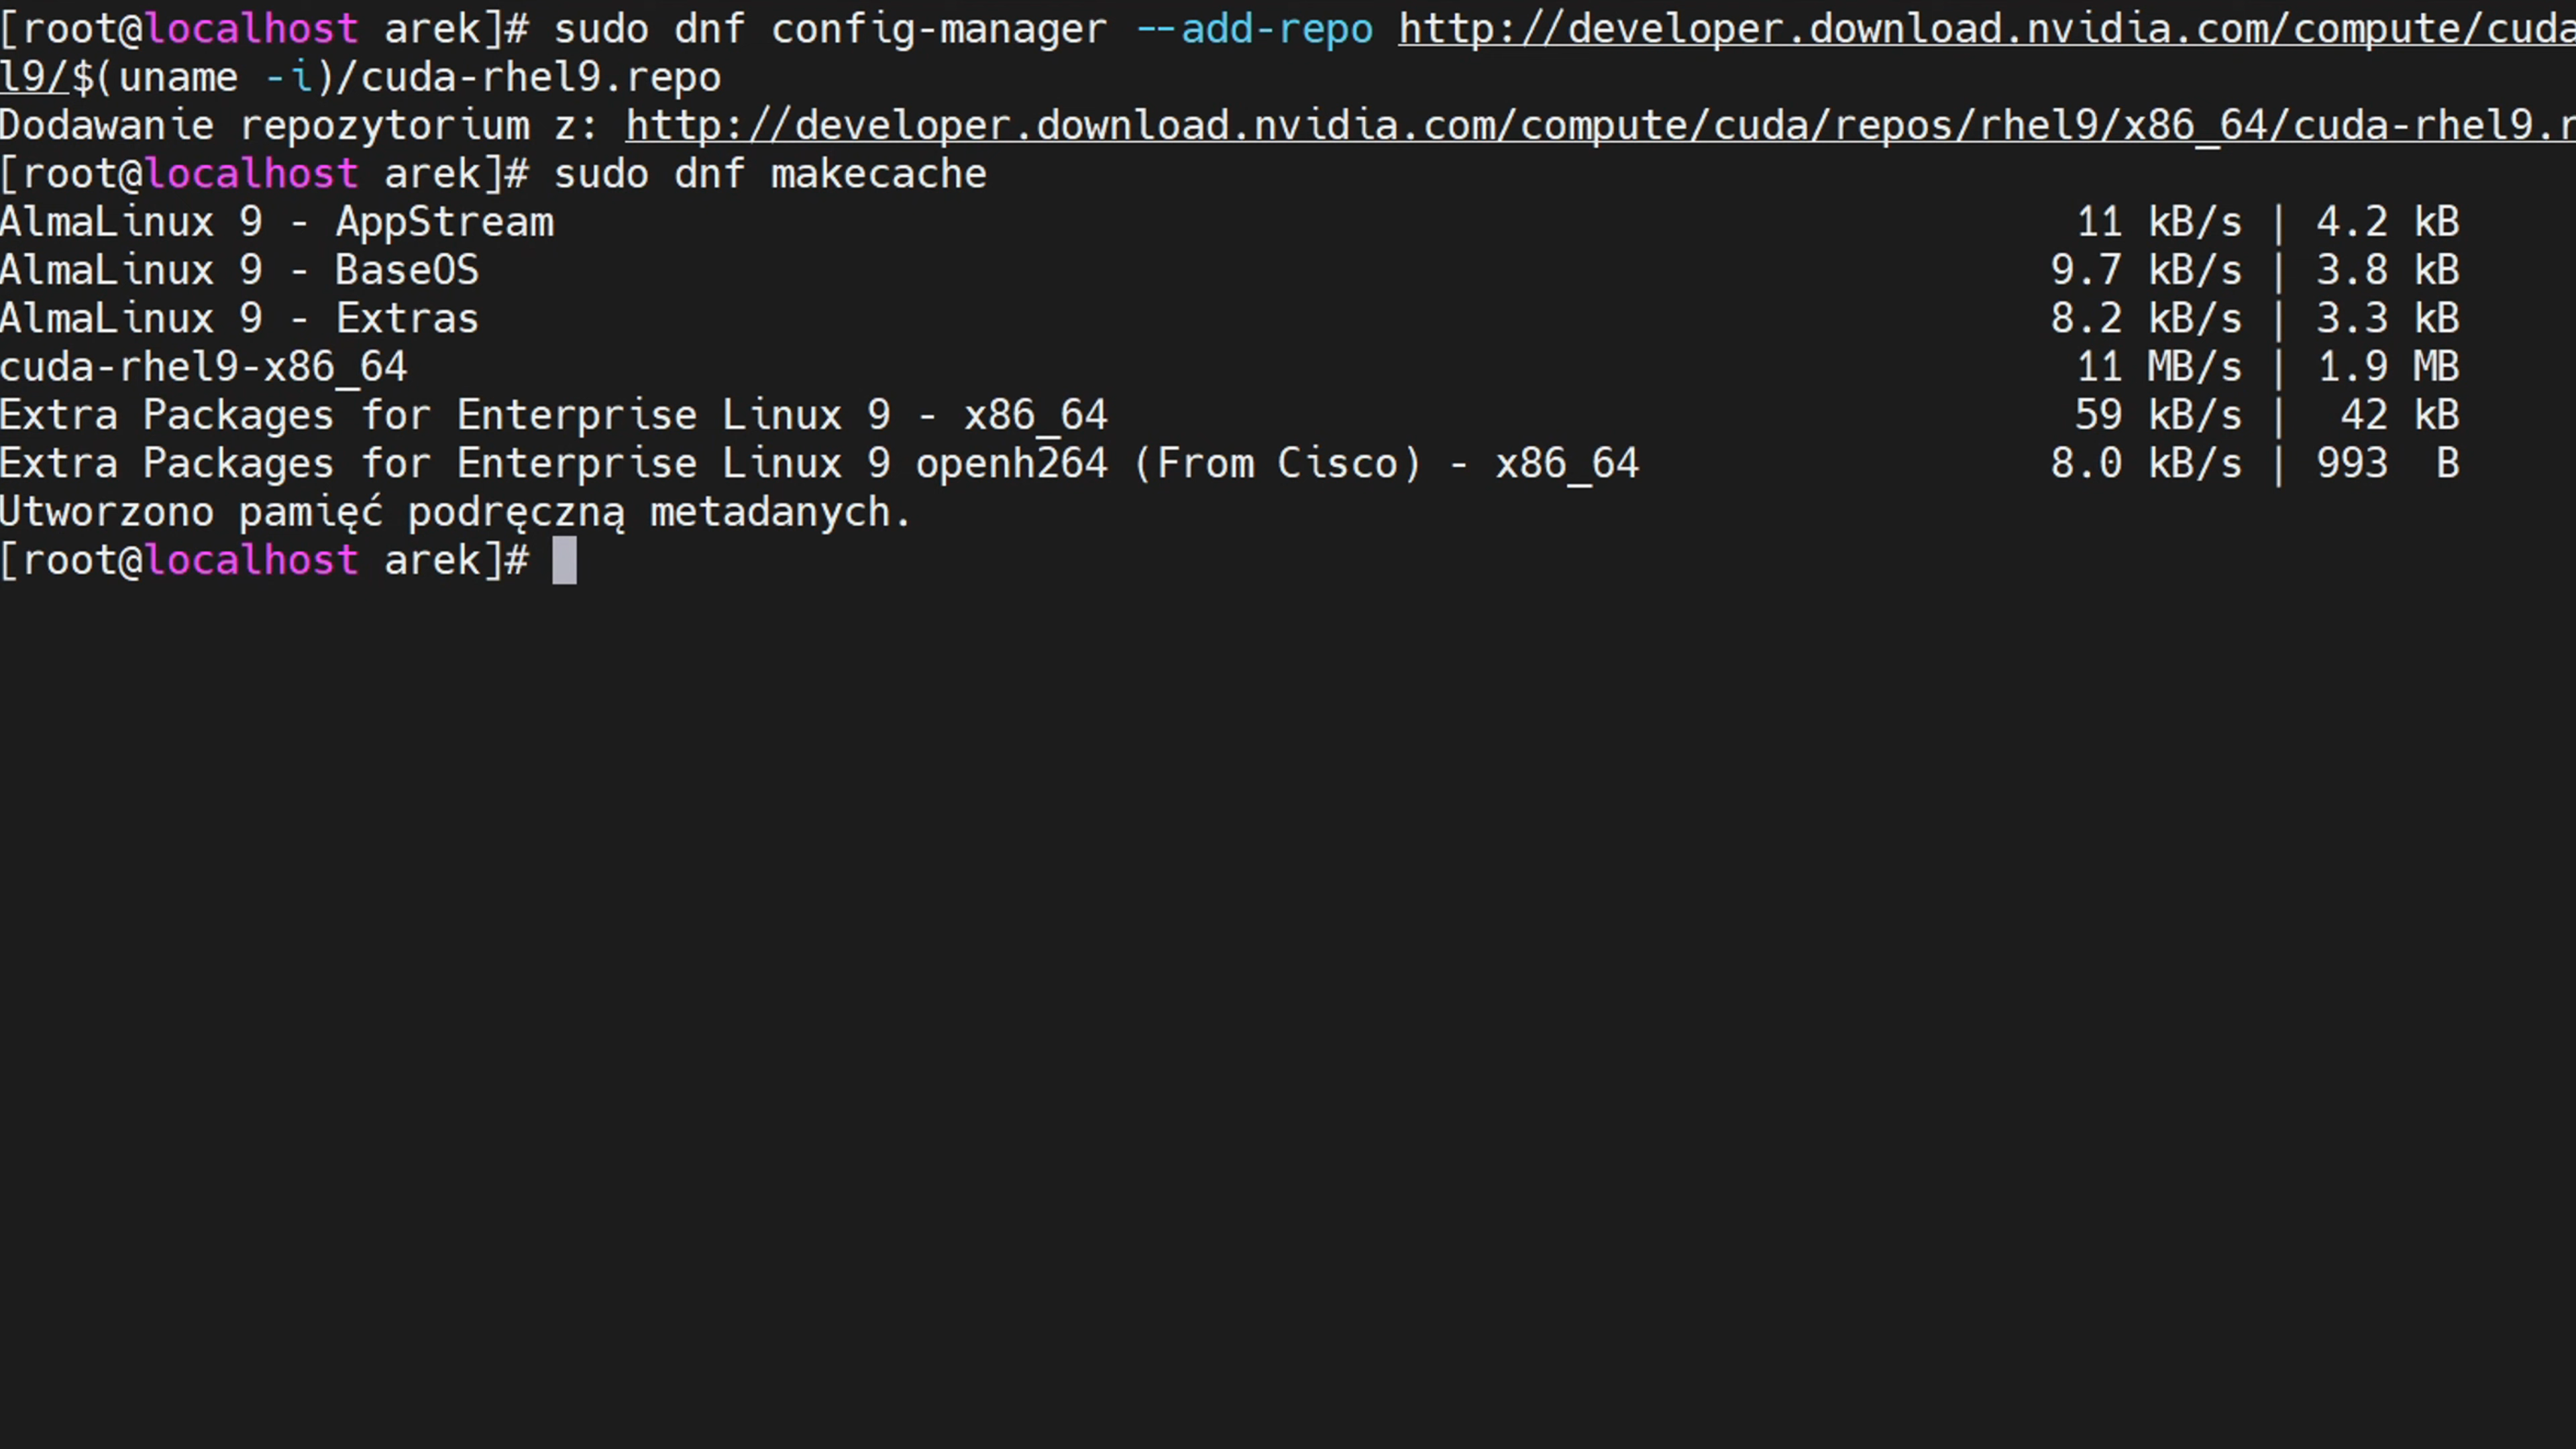 [root@localhost arek]# sudo dnf config-manager --add-repo http://developer.download.nvidia.com/compute/cuda
l9/$(uname -i)/cuda-rhel9.repo
Dodawanie repozytorium z: http://developer.download.nvidia.com/compute/cuda/repos/rhel9/x86_64/cuda-rhel9.r
[root@localhost arek]# sudo dnf makecache
AlmaLinux 9 - AppStream 11 kB/s | 4.2 kB
AlmaLinux 9 - BaseOS 9.7 kB/s | 3.8 kB
AlmaLinux 9 - Extras 8.2 kB/s | 3.3 kB
cuda-rhel9-x86_64 11 MB/s | 1.9 MB
Extra Packages for Enterprise Linux 9 - x86_64 59 kB/s | 42 kB
Extra Packages for Enterprise Linux 9 openh264 (From Cisco) - x86_64 8.0 kB/s | 993 B
Utworzono pamięć podręczną metadanych.
[root@localhost arek]#